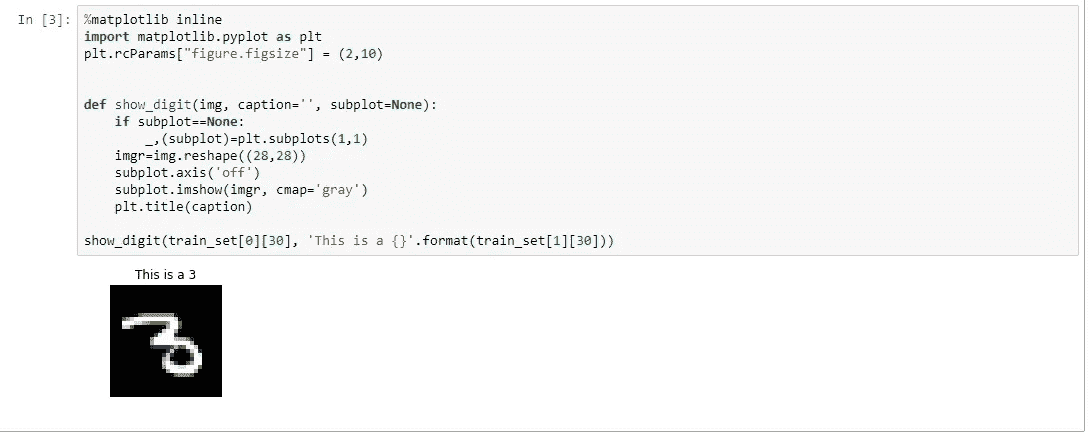 In [3]: %matplotlib inline
import matplotlib.pyplot as plt
plt.rcParams["figure.figsize"] = (2,10)
def show_digit(img, caption='', subplot=None):
    if subplot==None:
        _,(subplot)=plt.subplots(1,1)
    imgr=img.reshape((28,28))
    subplot.axis('off')
    subplot.imshow(imgr, cmap='gray')
    plt.title(caption)
show_digit(train_set[0][30], 'This is a {}'.format(train_set[1][30]))
This is a 3